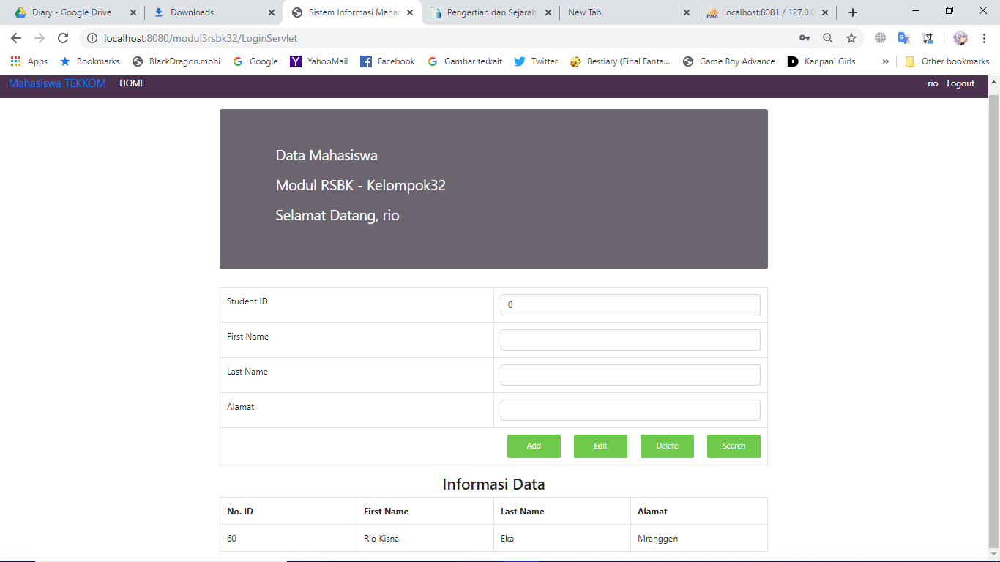 Diary - Google Drive
Downloads
Sistem Informasi Mahas
Pengertian dan Sejarah
New Tab
localhost:8081 / 127.0.0
localhost:8080/modul3rsbk32/LoginServlet
Apps Bookmarks BlackDragon.mobi Google YahooMail Facebook Gambar terkait Twitter Bestiary (Final Fanta... Game Boy Advance Kanpani Girls » Other bookmarks
Mahasiswa TEKKOM HOME rio Logout
Data Mahasiswa
Modul RSBK - Kelompok32
Selamat Datang, rio
Student ID 0
First Name
Last Name
Alamat
Add Edit Delete Search
Informasi Data
No. ID First Name Last Name Alamat
60 Rio Kisna Eka Mranggen